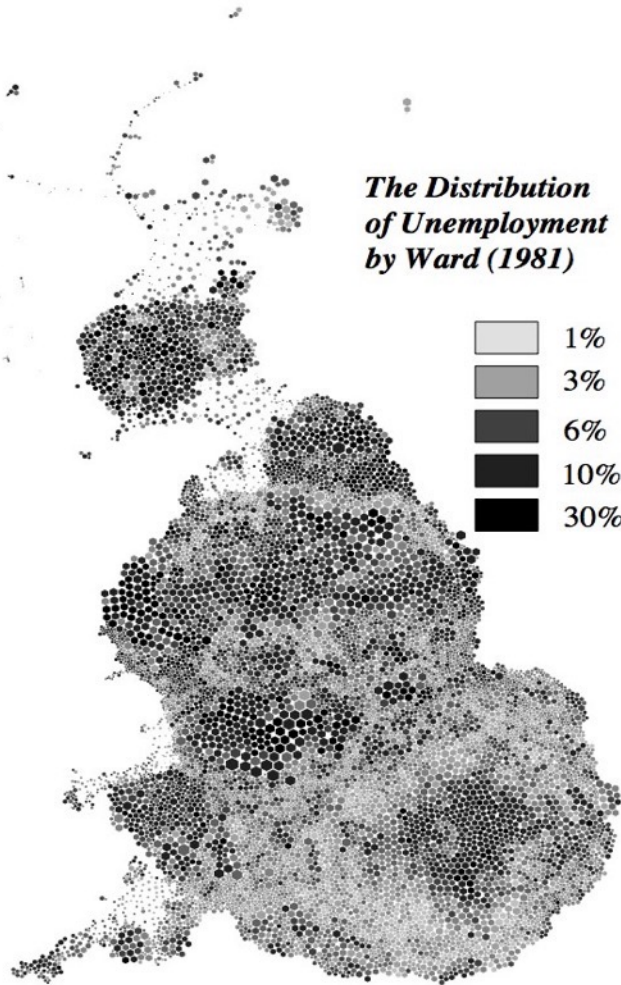 The Distribution
of Unemployment
by Ward (1981)
1%
3%
6%
10%
30%